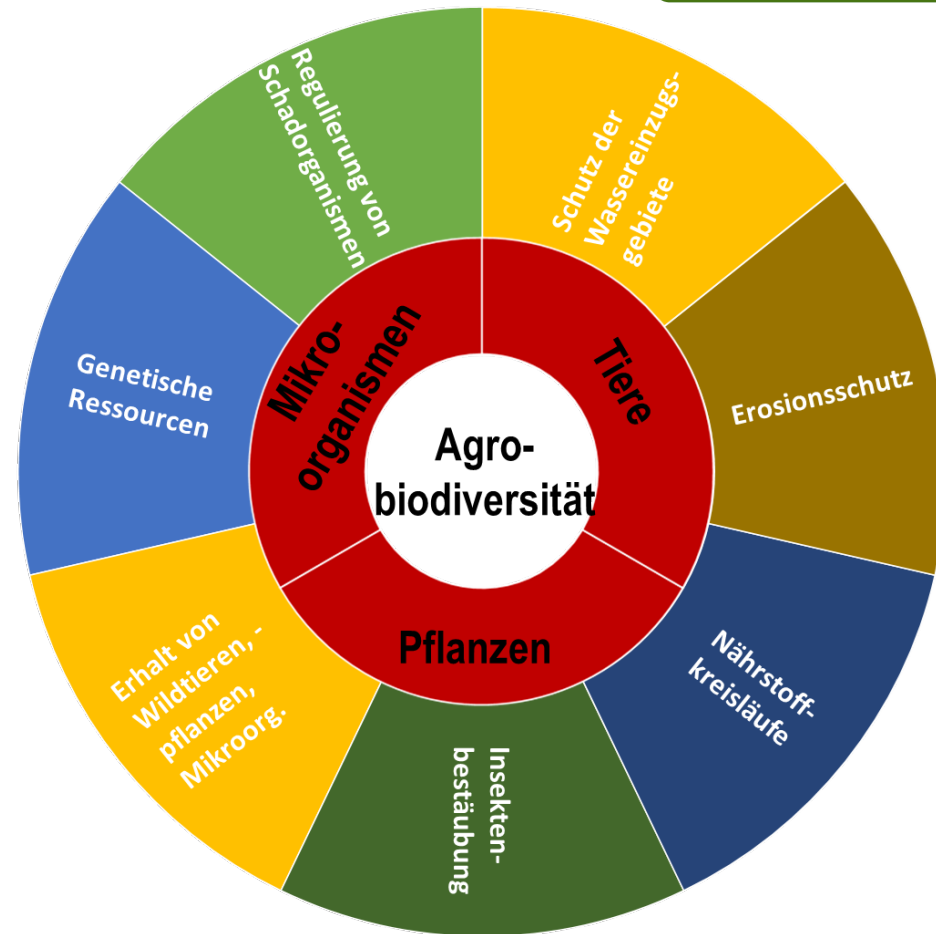 Agro-
biodiversität
Tiere
Pflanzen
Mikro-
organismen
Schutz der
Wassereinzugs-
gebiete
Erosionsschutz
Nährstoff-
kreisläufe
Insekten-
bestäubung
Erhalt von
Wildtieren, -
pflanzen,
Mikroorg.
Genetische
Ressourcen
Regulierung von
Schadorganismen